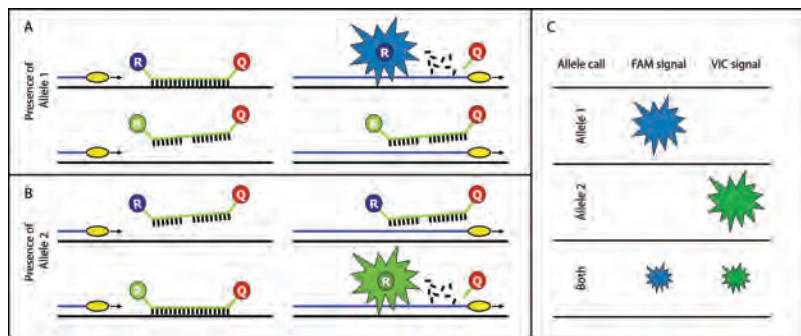 A
Presence of
Allele 1
R Q R Q
R Q R Q
B
Presence of
Allele 2
R Q R Q
R Q R Q
C
Allele call FAM signal VIC signal
Allele 1
Allele 2
Both